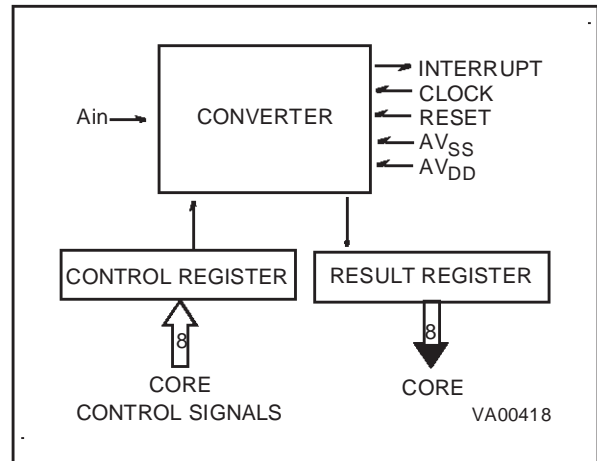 INTERRUPT
CLOCK
Ain
CONVERTER
RESET
AVSS
AVDD
CONTROL REGISTER
RESULT REGISTER
8
8
CORE
CONTROL SIGNALS
CORE
VA00418